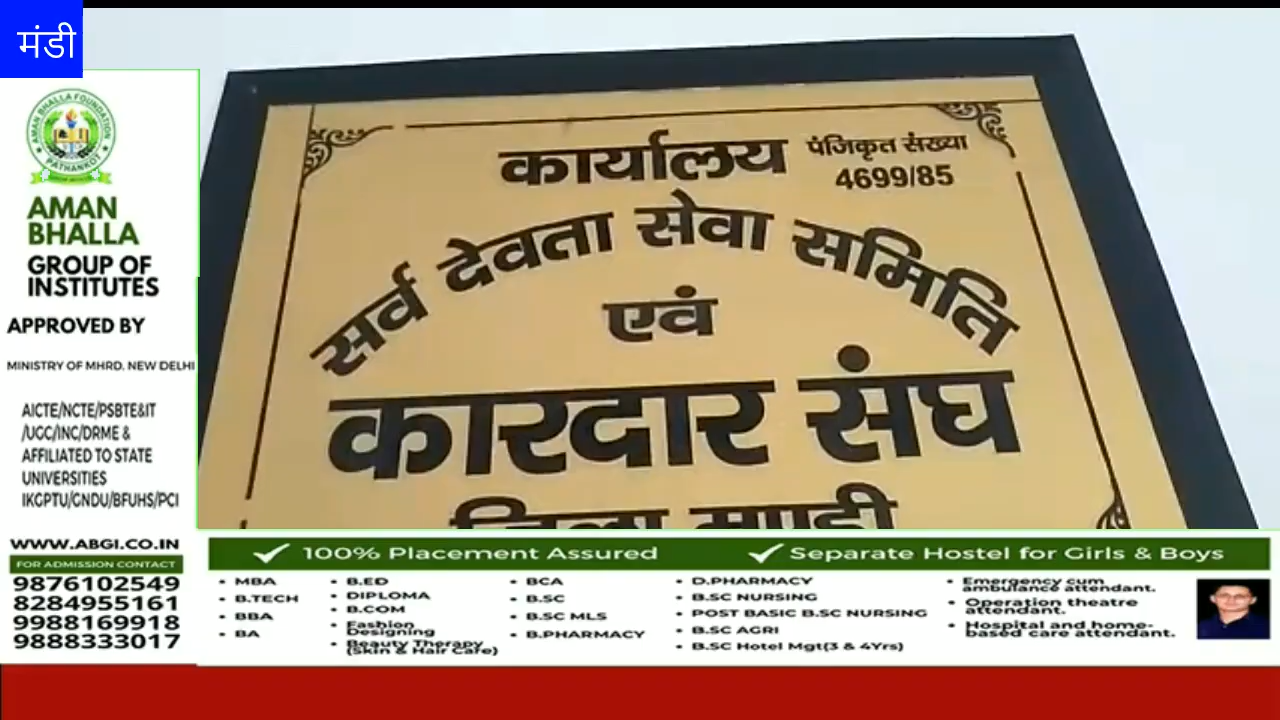 मंडी
AMAN BHALLA FOUNDATION
PATHANKOT
AMAN
BHALLA
GROUP OF
INSTITUTES
APPROVED BY
MINISTRY OF MHRD. NEW DELHI
AICTE/NCTE/PSBTE&IT
/UGC/INC/DRME &
AFFILIATED TO STATE
UNIVERSITIES
IKGPTU/GNDU/BFUHS/PCI
WWW.ABGI.CO.IN
FOR ADMISSION CONTACT
9876102549
8284955161
9988169918
9888333017
कार्यालय
पंजिकृत संख्या
4699/85
सर्व देवता सेवा समिति
एवं
कारदार संघ
जिला मण्डी
100% Placement Assured
Separate Hostel for Girls & Boys
• MBA
• B.TECH
• BBA
• BA
• B.ED
• DIPLOMA
• B.COM
• Fashion
Designing
• Beauty Therapy
(Skin & Hair Care)
• BCA
• B.SC
• B.SC MLS
• B.PHARMACY
• D.PHARMACY
• B.SC NURSING
• POST BASIC B.SC NURSING
• B.SC AGRI
• B.SC Hotel Mgt(3 & 4Yrs)
• Emergency cum
ambulance attendant.
• Operation theatre
attendant.
• Hospital and home-
based care attendant.